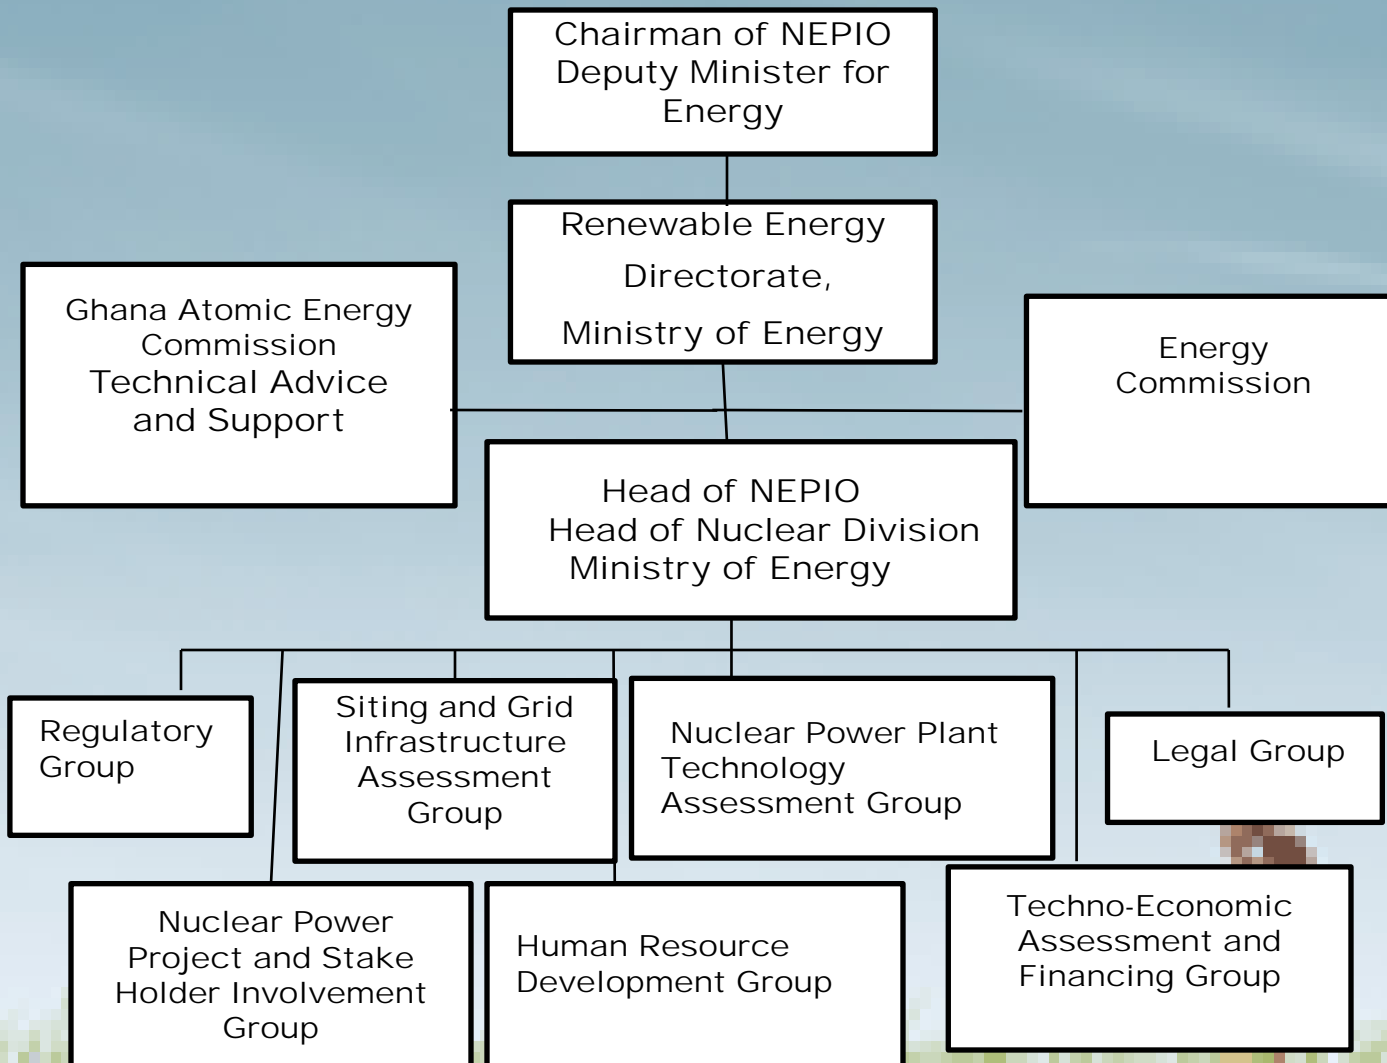 Chairman of NEPIO
Deputy Minister for
Energy
Renewable Energy
Directorate,
Ministry of Energy
Ghana Atomic Energy
Commission
Technical Advice
and Support
Energy
Commission
Head of NEPIO
Head of Nuclear Division
Ministry of Energy
Regulatory
Group
Siting and Grid
Infrastructure
Assessment
Group
Nuclear Power Plant
Technology
Assessment Group
Legal Group
Nuclear Power
Project and Stake
Holder Involvement
Group
Human Resource
Development Group
Techno-Economic
Assessment and
Financing Group